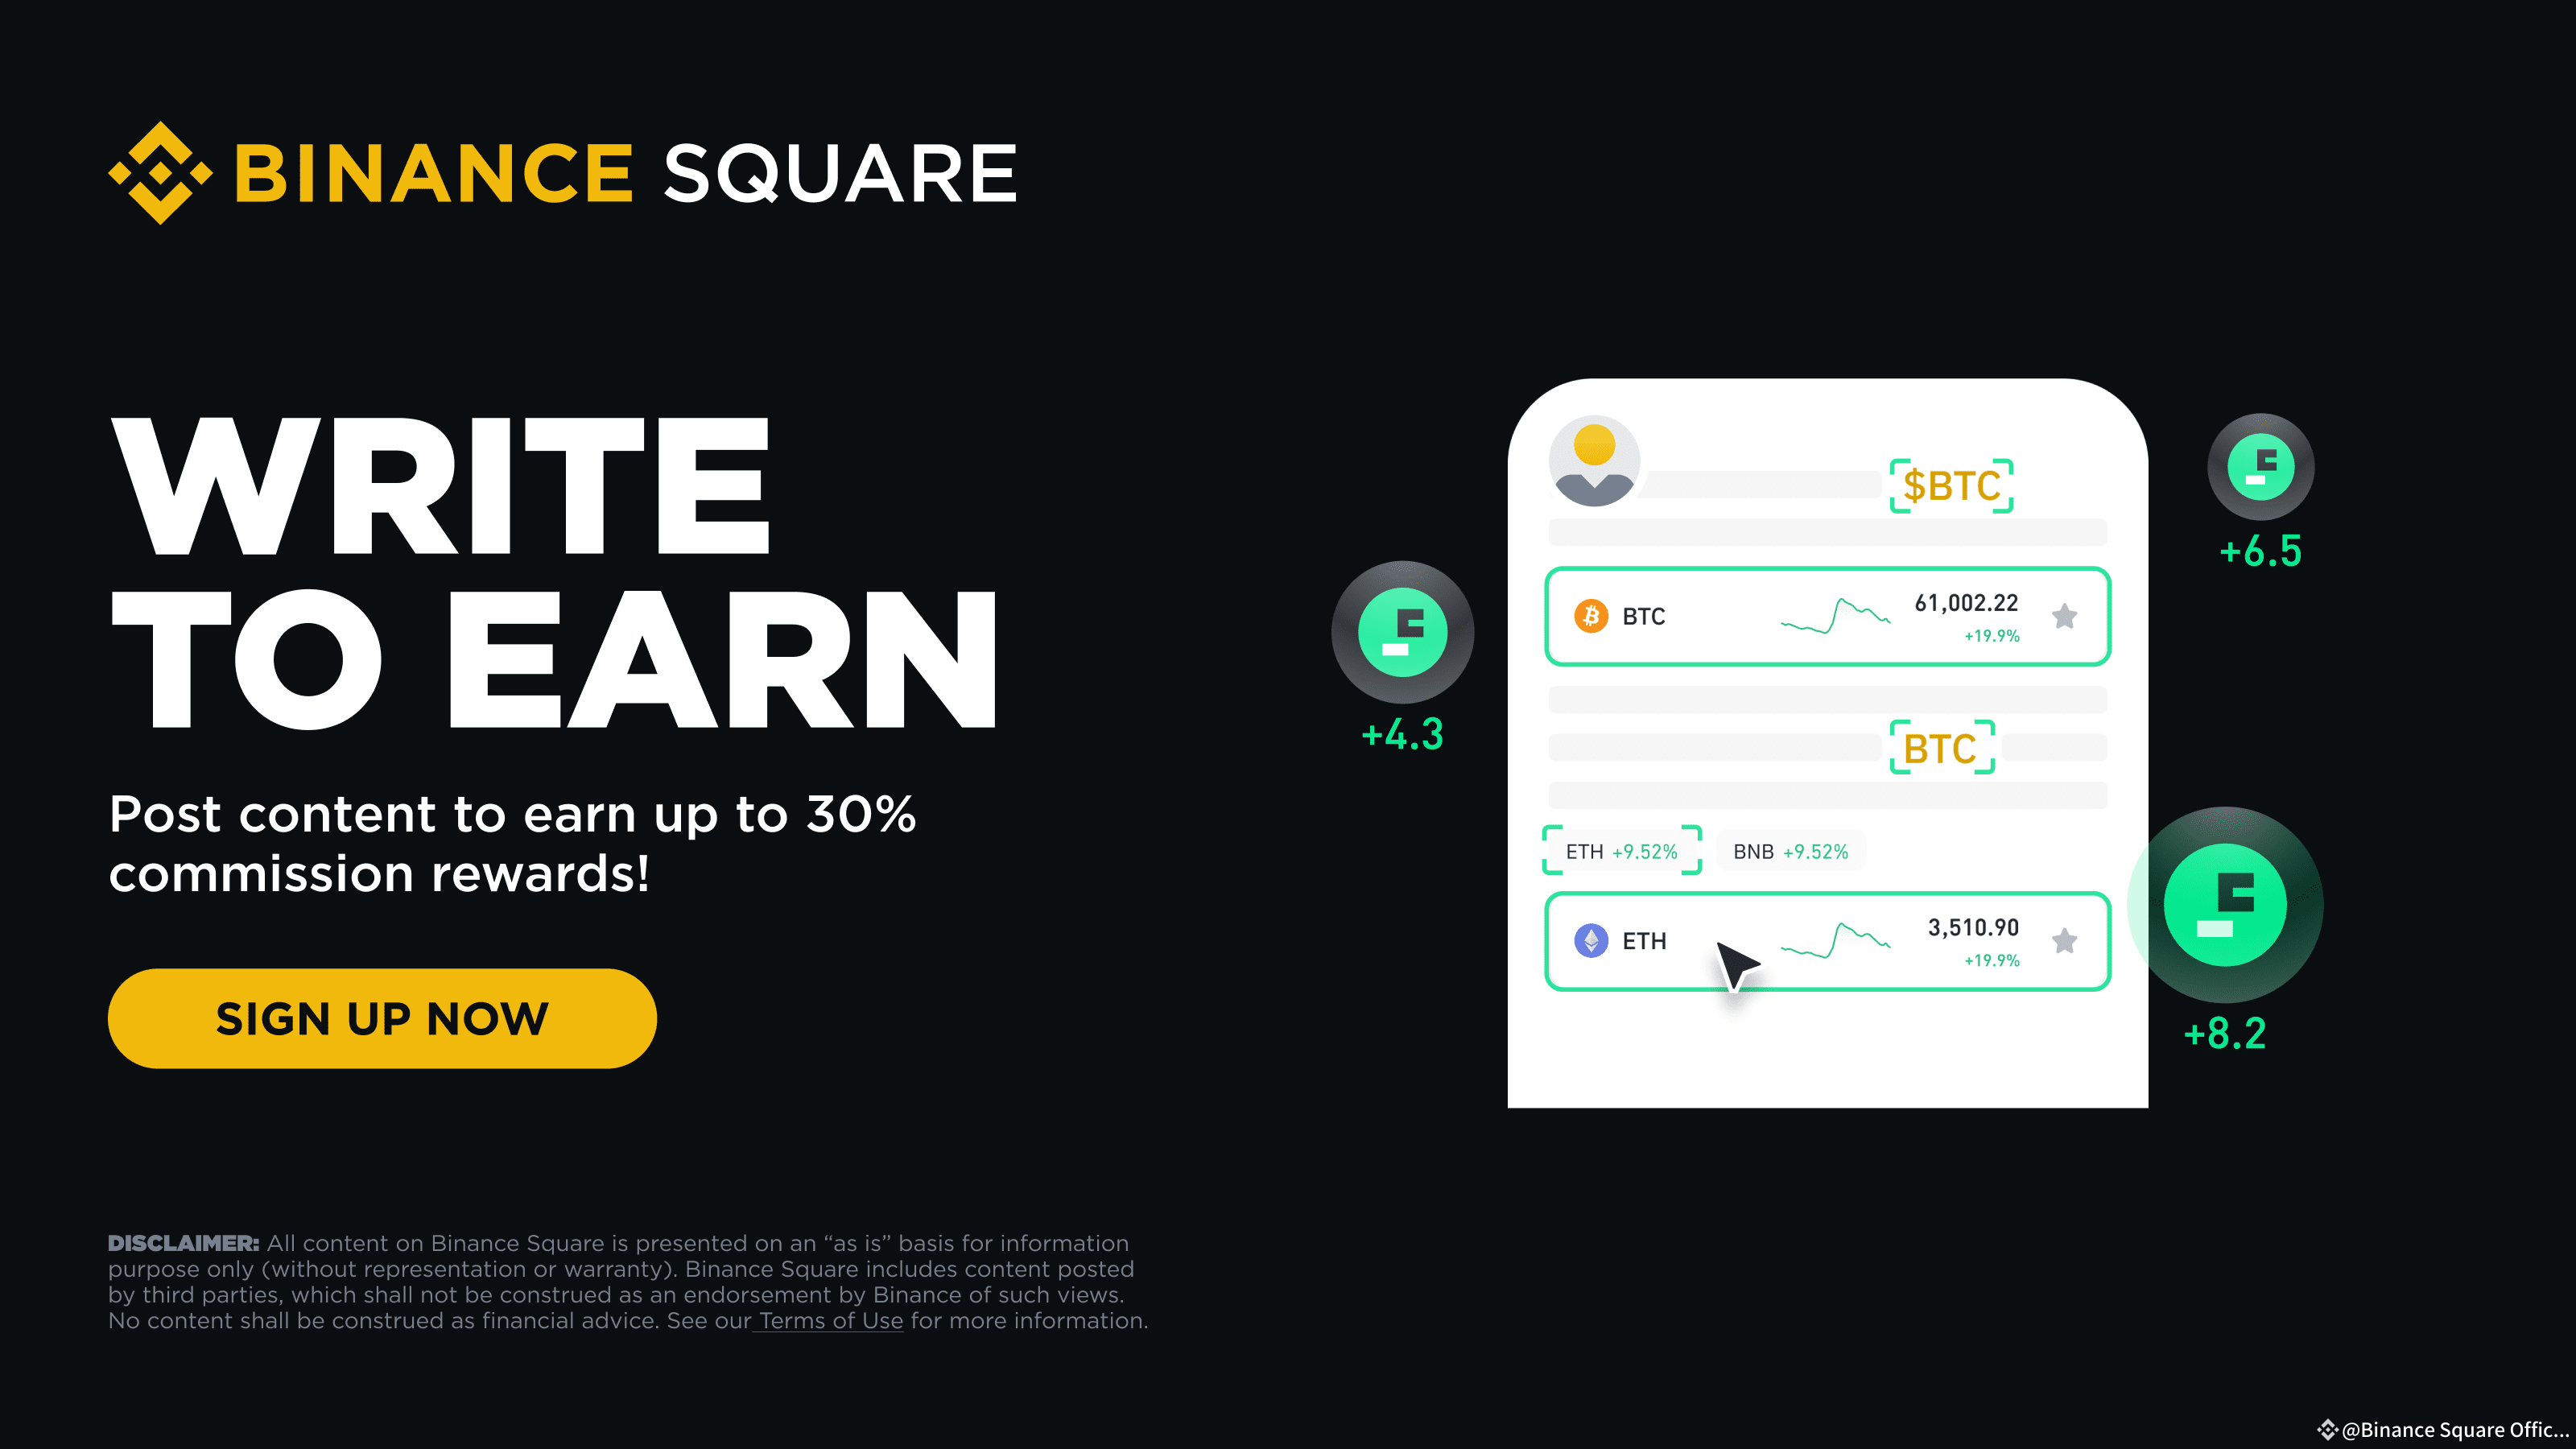 BINANCE SQUARE
WRITE
TO EARN
Post content to earn up to 30%
commission rewards!
SIGN UP NOW
DISCLAIMER: All content on Binance Square is presented on an “as is” basis for information
purpose only (without representation or warranty). Binance Square includes content posted
by third parties, which shall not be construed as an endorsement by Binance of such views.
No content shall be construed as financial advice. See our Terms of Use for more information.
$BTC
BTC 61,002.22
+19.9%
BTC
ETH +9.52% BNB +9.52%
ETH 3,510.90
+19.9%
+4.3
+6.5
+8.2
@Binance Square Offic...